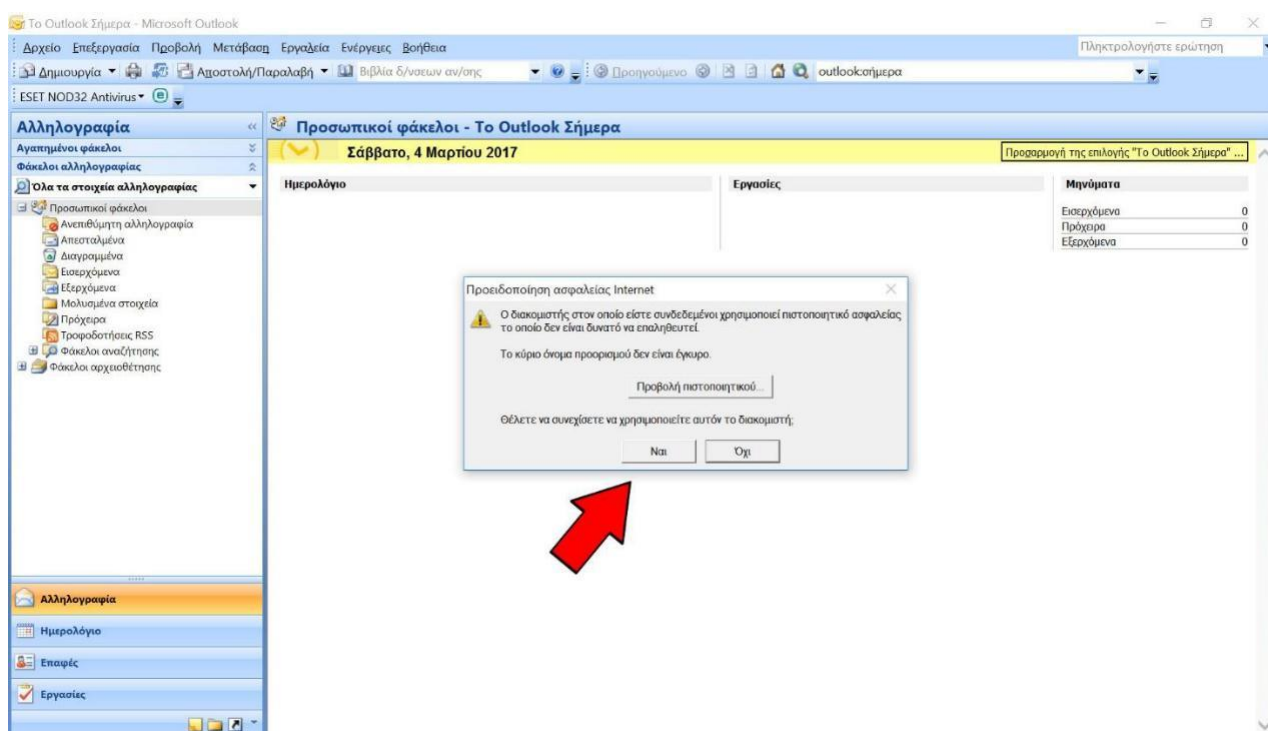 Το Outlook Σήμερα - Microsoft Outlook
Αρχείο Επεξεργασία Προβολή Μετάβαση Εργαλεία Ενέργειες Βοήθεια Πληκτρολογήστε ερώτηση
Δημιουργία Αποστολή/Παραλαβή Βιβλία δ/νσεων αν/σης Προηγούμενο outlook:σήμερα
ESET NOD32 Antivirus
Αλληλογραφία
Αγαπημένοι φάκελοι
Φάκελοι αλληλογραφίας
Όλα τα στοιχεία αλληλογραφίας
Προσωπικοί φάκελοι
Ανεπιθύμητη αλληλογραφία
Απεσταλμένα
Διαγραμμένα
Εισερχόμενα
Εξερχόμενα
Μολυσμένα στοιχεία
Πρόχειρα
Τροφοδοτήσεις RSS
Φάκελοι αναζήτησης
Φάκελοι αρχειοθέτησης
Αλληλογραφία
Ημερολόγιο
Επαφές
Εργασίες
Προσωπικοί φάκελοι - Το Outlook Σήμερα
Σάββατο, 4 Μαρτίου 2017 Προσαρμογή της επιλογής "Το Outlook Σήμερα" ...
Ημερολόγιο Εργασίες Μηνύματα
Εισερχόμενα 0
Πρόχειρα 0
Εξερχόμενα 0
Προειδοποίηση ασφαλείας Internet
Ο διακομιστής στον οποίο είστε συνδεδεμένοι χρησιμοποιεί πιστοποιητικό ασφαλείας
το οποίο δεν είναι δυνατό να επαληθευτεί.
Το κύριο όνομα προορισμού δεν είναι έγκυρο.
Προβολή πιστοποιητικού...
Θέλετε να συνεχίσετε να χρησιμοποιείτε αυτόν το διακομιστή;
Ναι Όχι